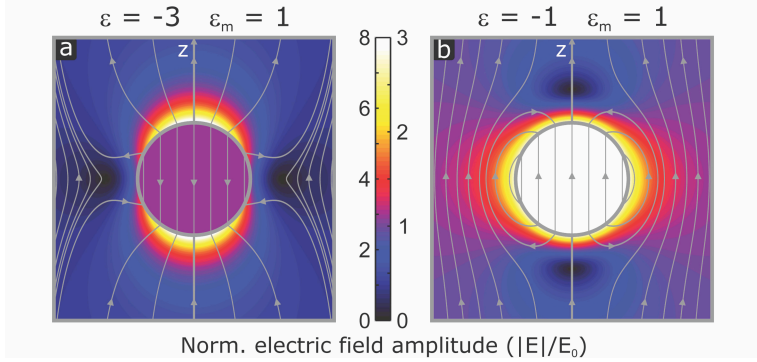 ε = -3 εm = 1
ε = -1 εm = 1
a
z
8
6
4
2
0
3
2
1
0
b
z
Norm. electric field amplitude (|E|/E₀)